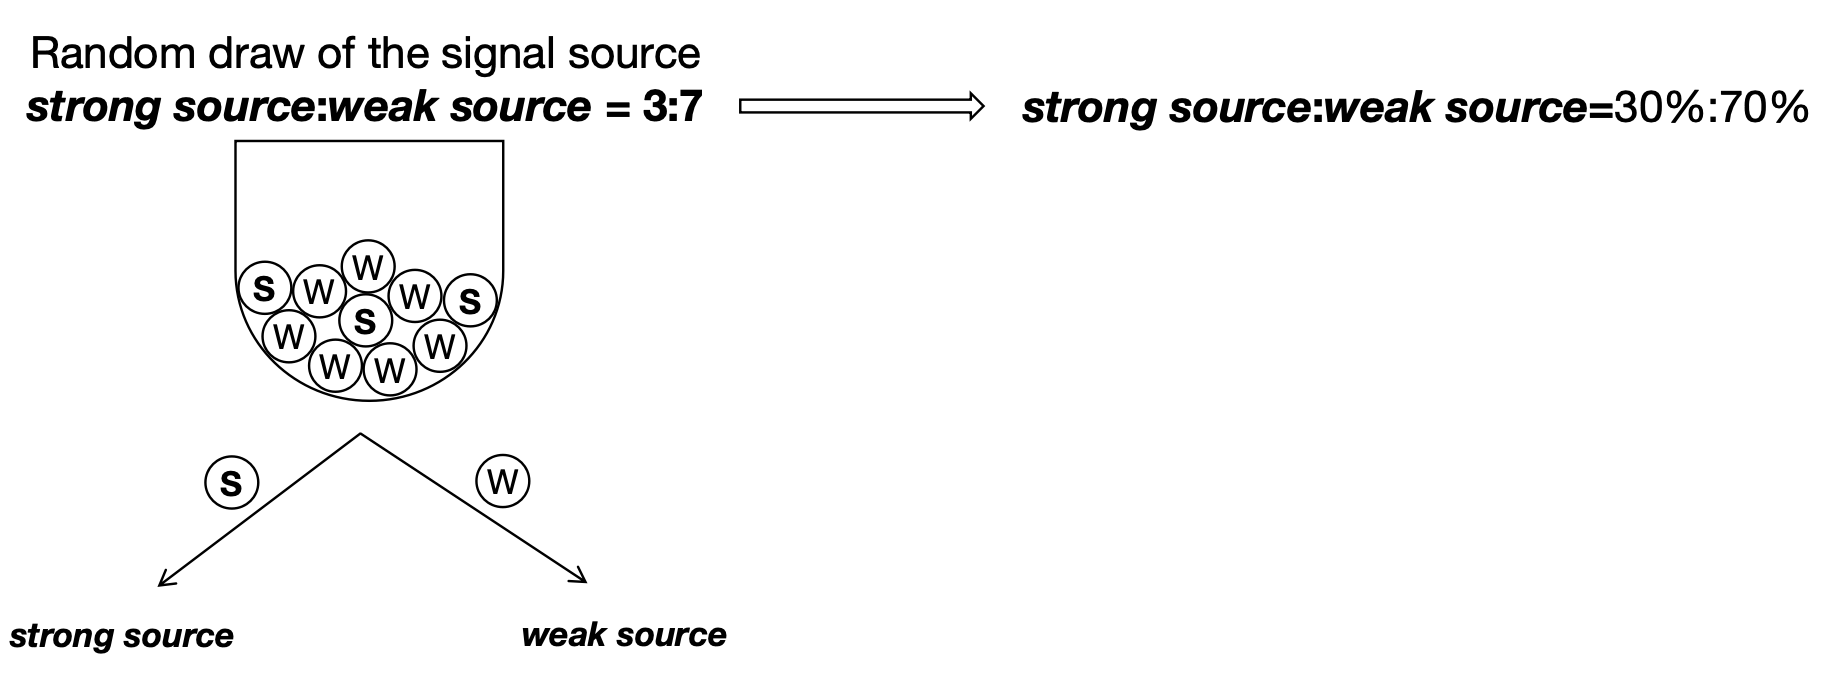 Random draw of the signal source
strong source:weak source = 3:7
strong source:weak source=30%:70%
W
S W W S
W S W
W W
S W
strong source weak source